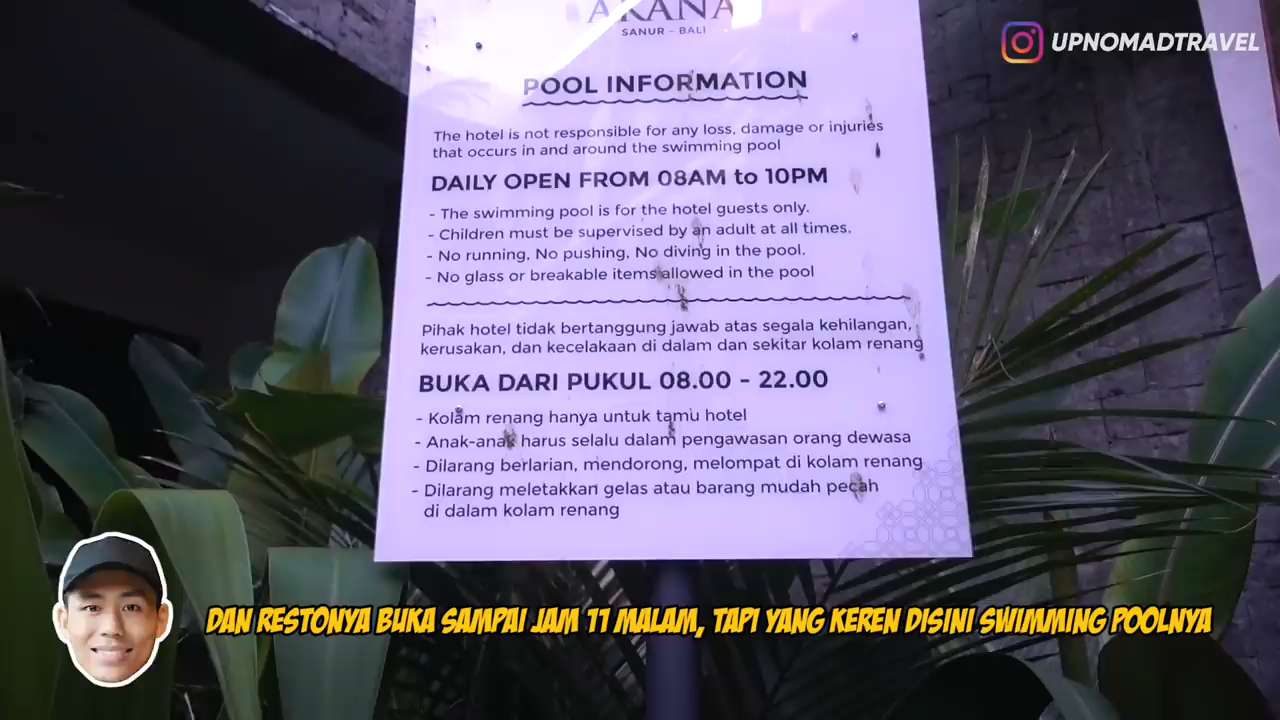 AKANA
SANUR - BALI
UPNOMADTRAVEL
POOL INFORMATION
The hotel is not responsible for any loss, damage or injuries
that occurs in and around the swimming pool
DAILY OPEN FROM 08AM to 10PM
- The swimming pool is for the hotel guests only.
- Children must be supervised by an adult at all times.
- No running, No pushing, No diving in the pool.
- No glass or breakable items allowed in the pool
Pihak hotel tidak bertanggung jawab atas segala kehilangan,
kerusakan, dan kecelakaan di dalam dan sekitar kolam renang
BUKA DARI PUKUL 08.00 - 22.00
- Kolam renang hanya untuk tamu hotel
- Anak-anak harus selalu dalam pengawasan orang dewasa
- Dilarang berlarian, mendorong, melompat di kolam renang
- Dilarang meletakkan gelas atau barang mudah pecah
di dalam kolam renang
DAN RESTONYA BUKA SAMPAI JAM 11 MALAM, TAPI YANG KEREN DISINI SWIMMING POOLNYA